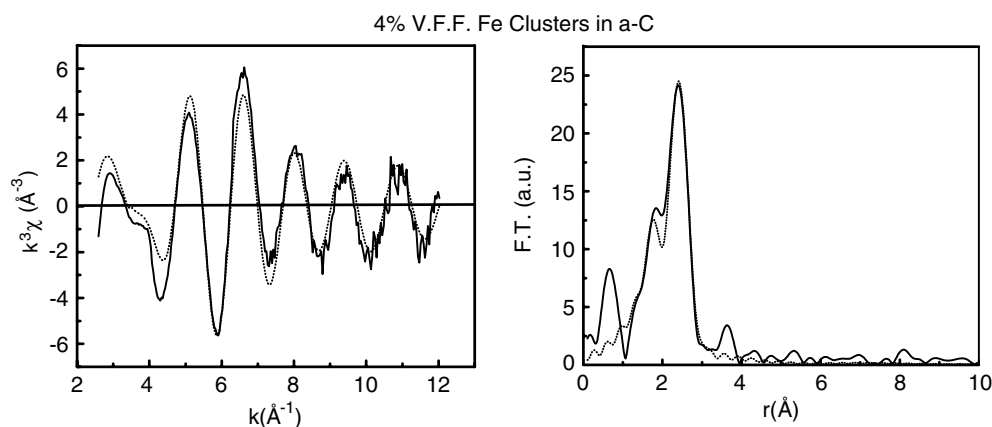 4% V.F.F. Fe Clusters in a-C
k³χ (Å⁻³)
6
4
2
0
-2
-4
-6
2 4 6 8 10 12
k(Å⁻¹)
F.T. (a.u.)
25
20
15
10
5
0
0 2 4 6 8 10
r(Å)